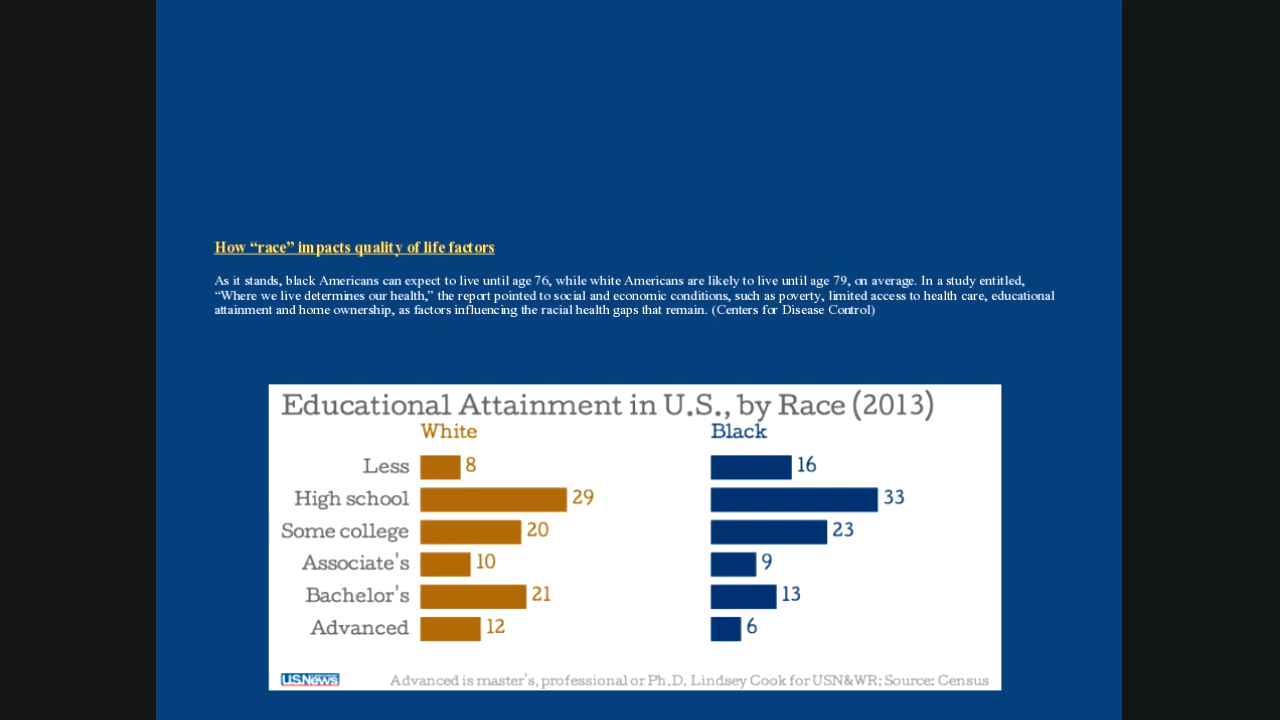 How “race” impacts quality of life factors
As it stands, black Americans can expect to live until age 76, while white Americans are likely to live until age 79, on average. In a study entitled,
“Where we live determines our health,” the report pointed to social and economic conditions, such as poverty, limited access to health care, educational
attainment and home ownership, as factors influencing the racial health gaps that remain. (Centers for Disease Control)
Educational Attainment in U.S., by Race (2013)
White Black
Less 8 16
High school 29 33
Some college 20 23
Associate's 10 9
Bachelor's 21 13
Advanced 12 6
U.S.News Advanced is master's, professional or Ph.D. Lindsey Cook for USN&WR; Source: Census